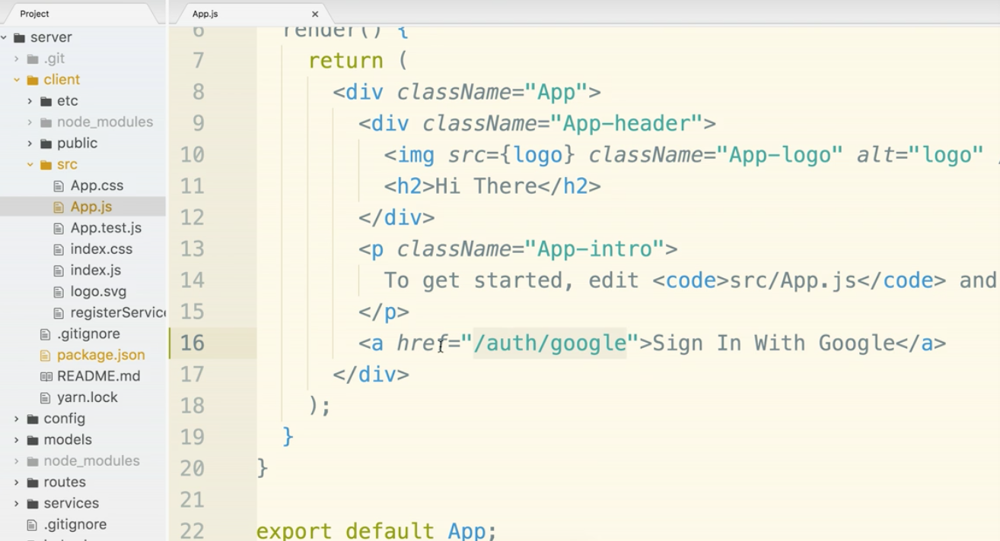 Project
App.js
server
.git
client
etc
node_modules
public
src
App.css
App.js
App.test.js
index.css
index.js
logo.svg
registerServic
.gitignore
package.json
README.md
yarn.lock
config
models
node_modules
routes
services
.gitignore
6 render() {
7 return (
8 <div className="App">
9 <div className="App-header">
10 <img src={logo} className="App-logo" alt="logo"
11 <h2>Hi There</h2>
12 </div>
13 <p className="App-intro">
14 To get started, edit <code>src/App.js</code> and
15 </p>
16 <a href="/auth/google">Sign In With Google</a>
17 </div>
18 );
19 }
20 }
21
22 export default App;